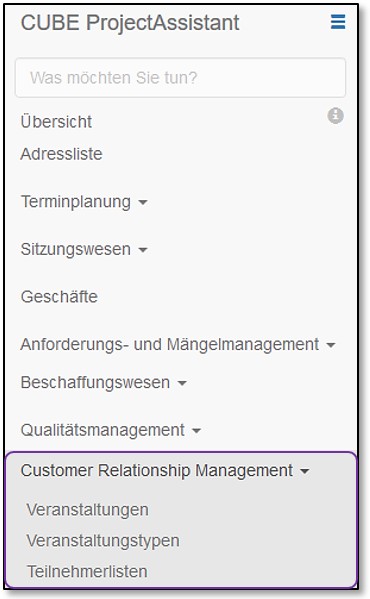 CUBE ProjectAssistant
Was möchten Sie tun?
Übersicht
Adressliste
Terminplanung
Sitzungswesen
Geschäfte
Anforderungs- und Mängelmanagement
Beschaffungswesen
Qualitätsmanagement
Customer Relationship Management
Veranstaltungen
Veranstaltungstypen
Teilnehmerlisten